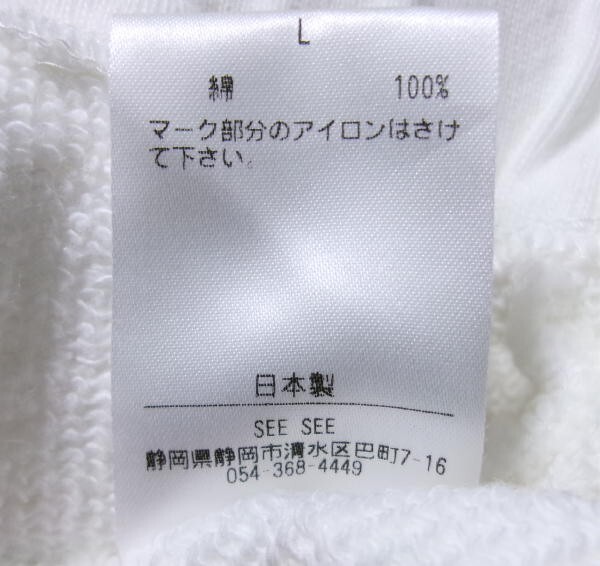 L
綿 100%
マーク部分のアイロンはさけ
て下さい。
日本製
SEE SEE
静岡県静岡市清水区巴町7-16
054-368-4449